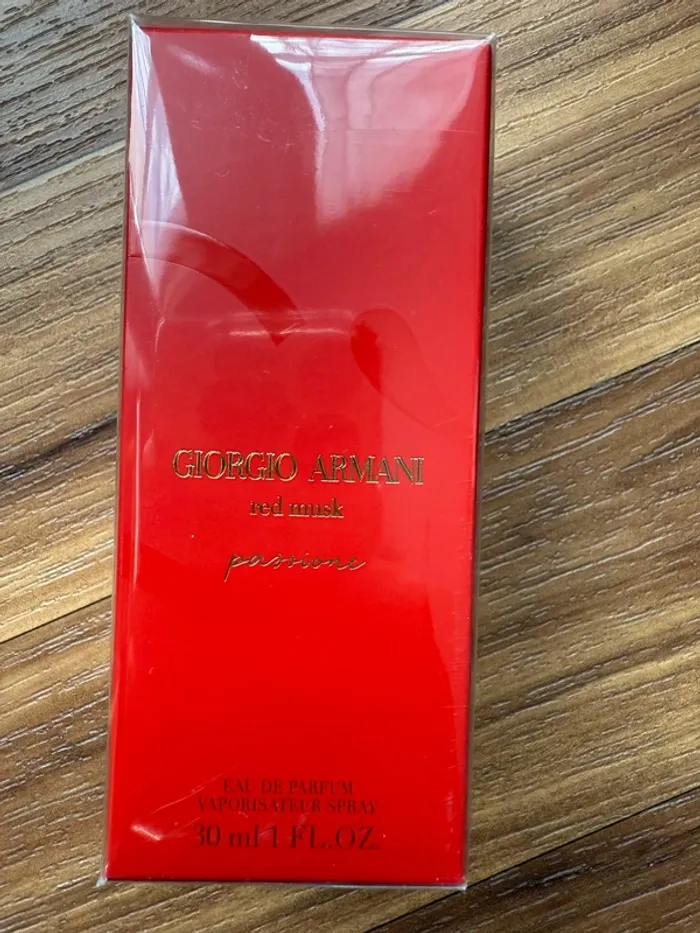 GIORGIO ARMANI
red musk
passione
EAU DE PARFUM
VAPORISATEUR SPRAY
30 ml 1 FL.OZ.